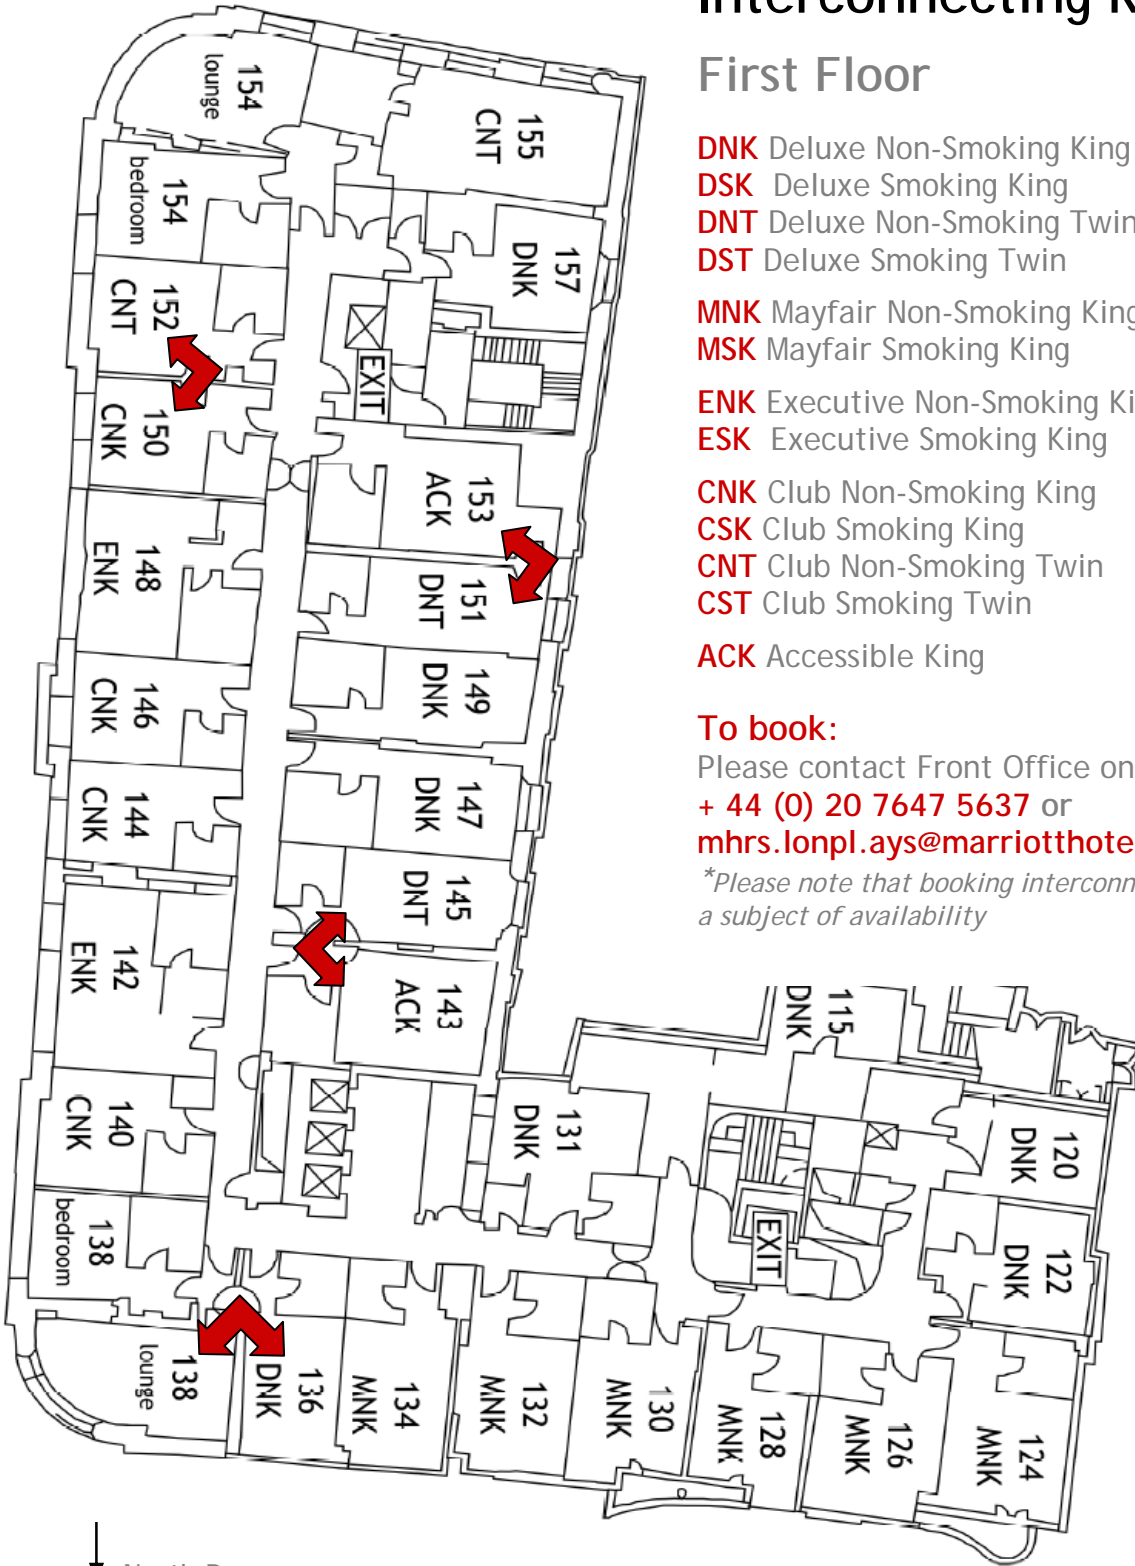 First Floor
DNK Deluxe Non-Smoking King
DSK Deluxe Smoking King
DNT Deluxe Non-Smoking Twin
DST Deluxe Smoking Twin
MNK Mayfair Non-Smoking King
MSK Mayfair Smoking King
ENK Executive Non-Smoking Ki
ESK Executive Smoking King
CNK Club Non-Smoking King
CSK Club Smoking King
CNT Club Non-Smoking Twin
CST Club Smoking Twin
ACK Accessible King
To book:
Please contact Front Office on
+ 44 (0) 20 7647 5637 or
mhrs.lonpl.ays@marriotthote
*Please note that booking interconn
a subject of availability
154
lounge
155
CNT
154
bedroom
157
DNK
152
CNT
EXIT
150
CNK
153
ACK
148
ENK
151
DNT
146
CNK
149
DNK
144
CNK
147
DNK
145
DNT
142
ENK
143
ACK
115
DNK
140
CNK
131
DNK
120
DNK
138
bedroom
EXIT
122
DNK
138
lounge
136
DNK
134
MNK
132
MNK
130
MNK
128
MNK
126
MNK
124
MNK